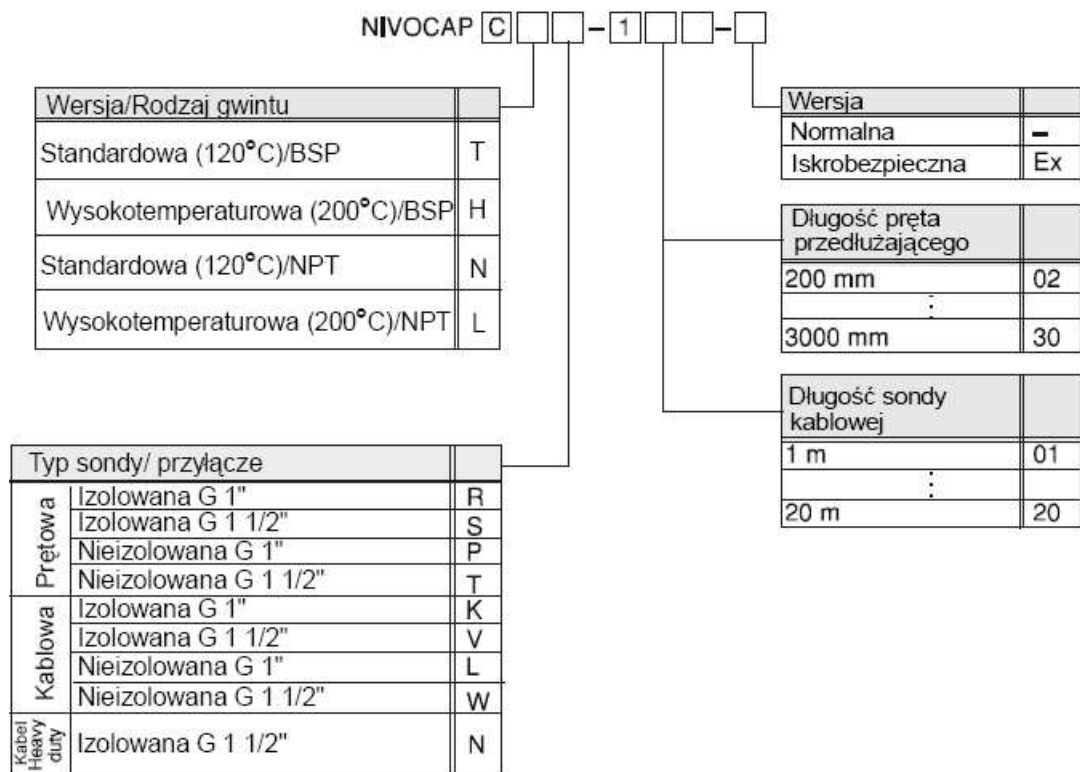 NIVOCAP C - 1 -
Wersja/Rodzaj gwintu
Standardowa (120°C)/BSP T
Wysokotemperaturowa (200°C)/BSP H
Standardowa (120°C)/NPT N
Wysokotemperaturowa (200°C)/NPT L
Wersja
Normalna –
Iskrobezpieczna Ex
Długość pręta
przedłużającego
200 mm 02
⋮
3000 mm 30
Długość sondy
kablowej
1 m 01
⋮
20 m 20
Typ sondy/ przyłącze
Prętowa
Izolowana G 1" R
Izolowana G 1 1/2" S
Nieizolowana G 1" P
Nieizolowana G 1 1/2" T
Kablowa
Izolowana G 1" K
Izolowana G 1 1/2" V
Nieizolowana G 1" L
Nieizolowana G 1 1/2" W
Kabel
Heavy
duty
Izolowana G 1 1/2" N